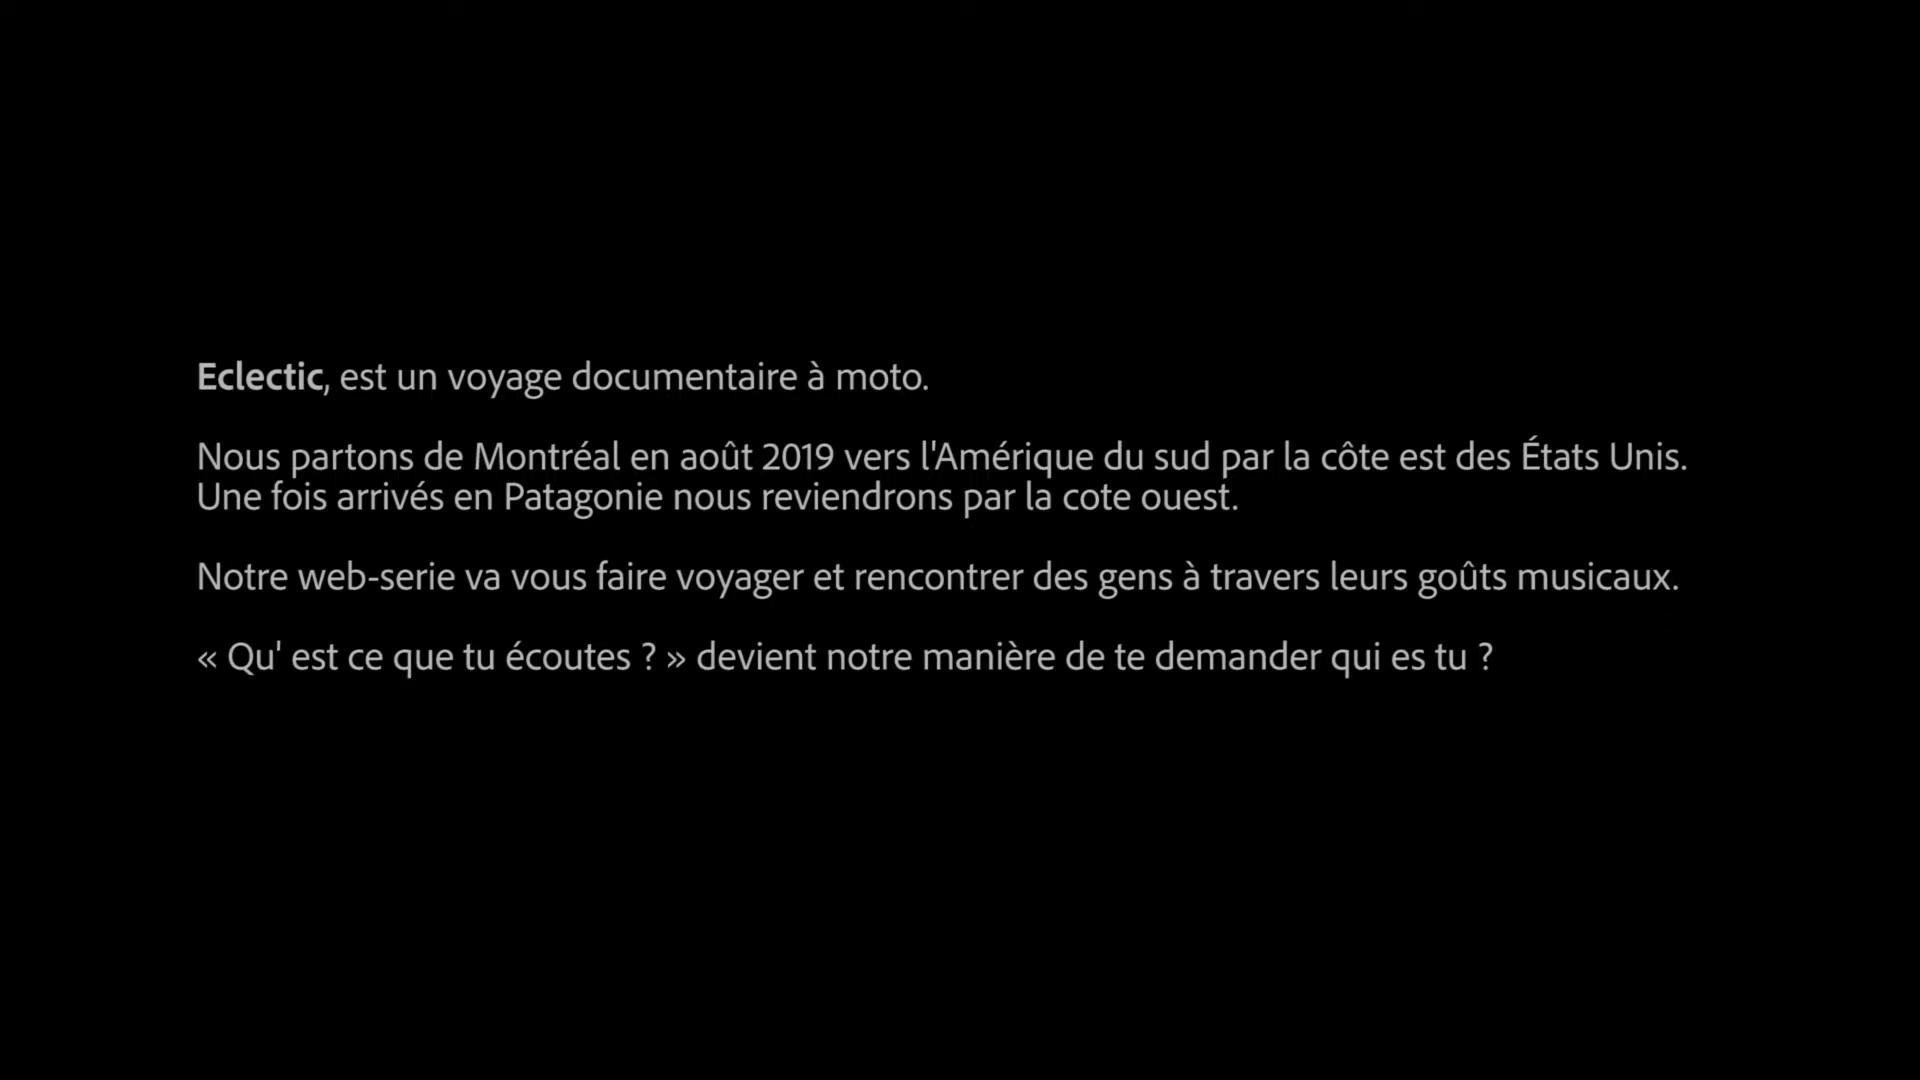 Eclectic, est un voyage documentaire à moto.
Nous partons de Montréal en août 2019 vers l'Amérique du sud par la côte est des États Unis.
Une fois arrivés en Patagonie nous reviendrons par la cote ouest.
Notre web-serie va vous faire voyager et rencontrer des gens à travers leurs goûts musicaux.
« Qu' est ce que tu écoutes ? » devient notre manière de te demander qui es tu ?